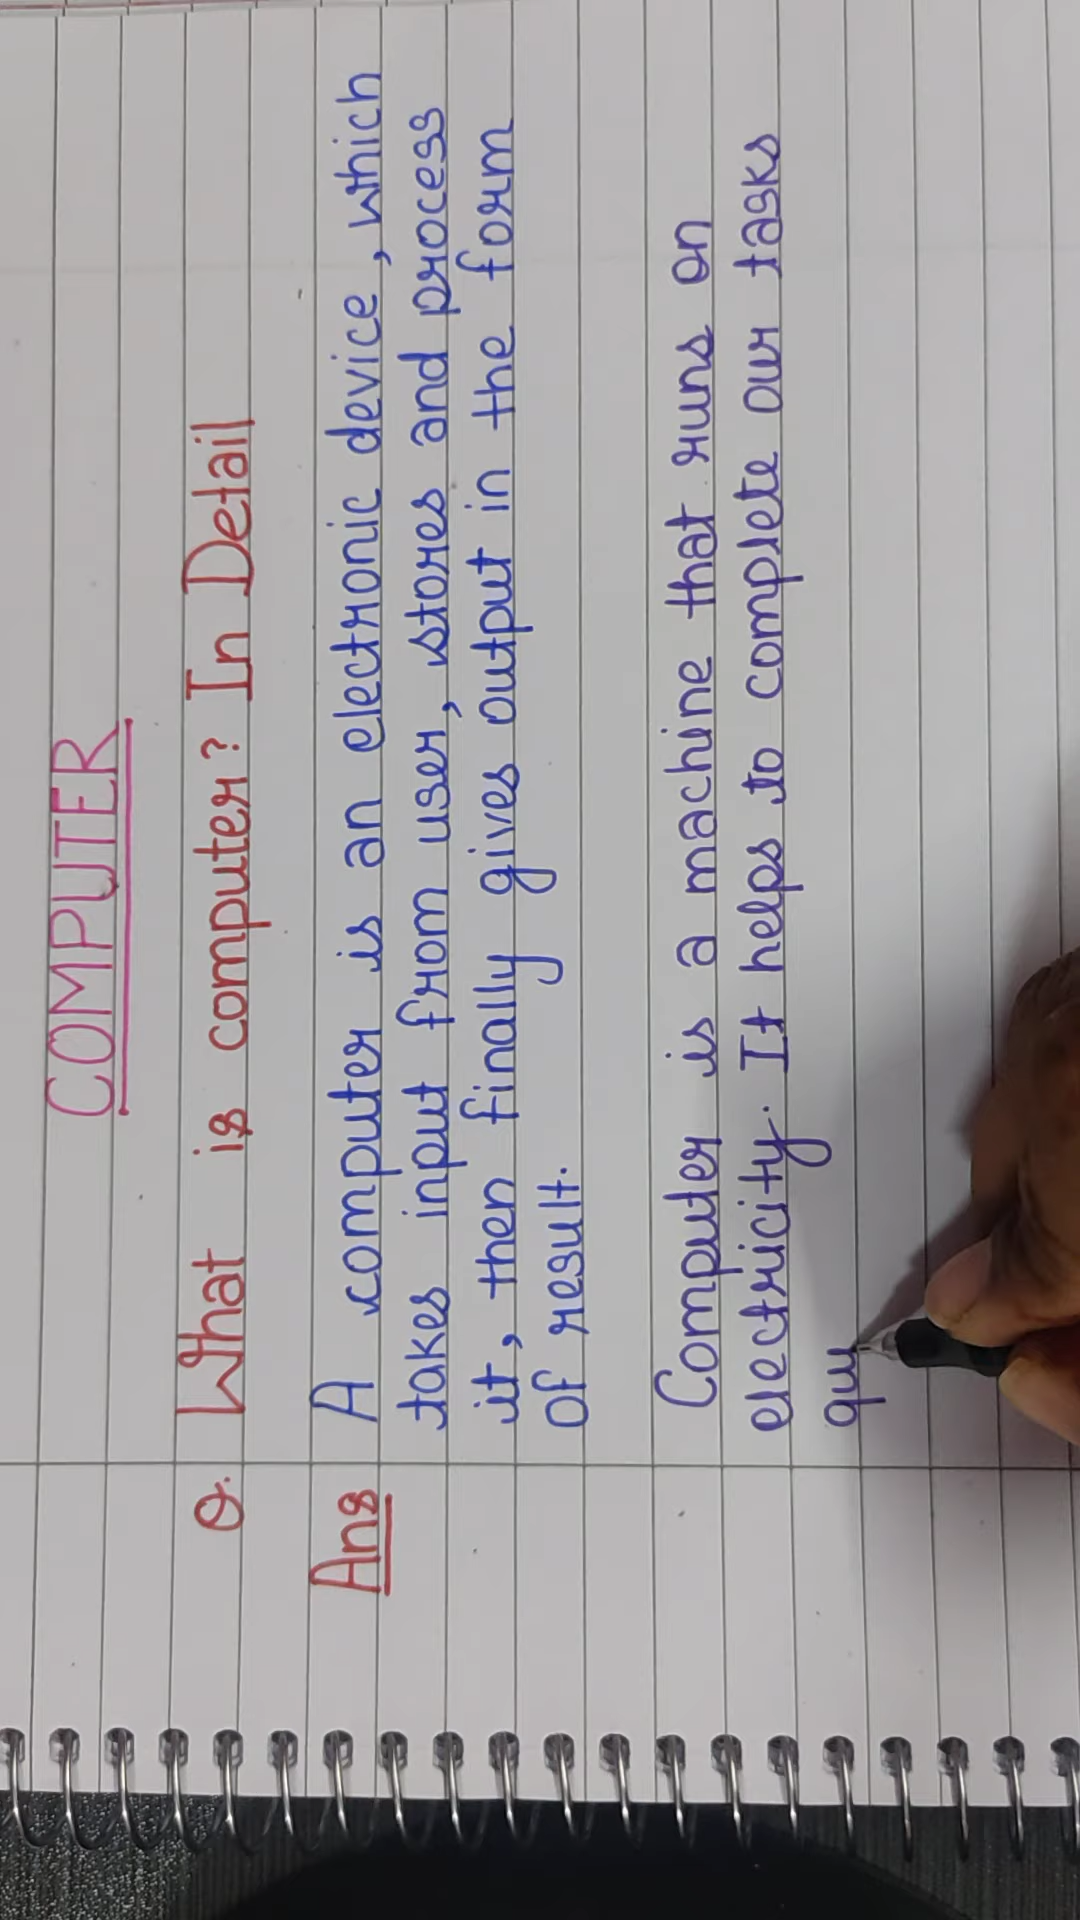 COMPUTER
Q. What is computer? In Detail
Ans A computer is an electronic device, which
takes input from user, stores and process
it, then finally gives output in the form
of result.
Computer is a machine that runs on
electricity. It helps to complete our tasks
qu